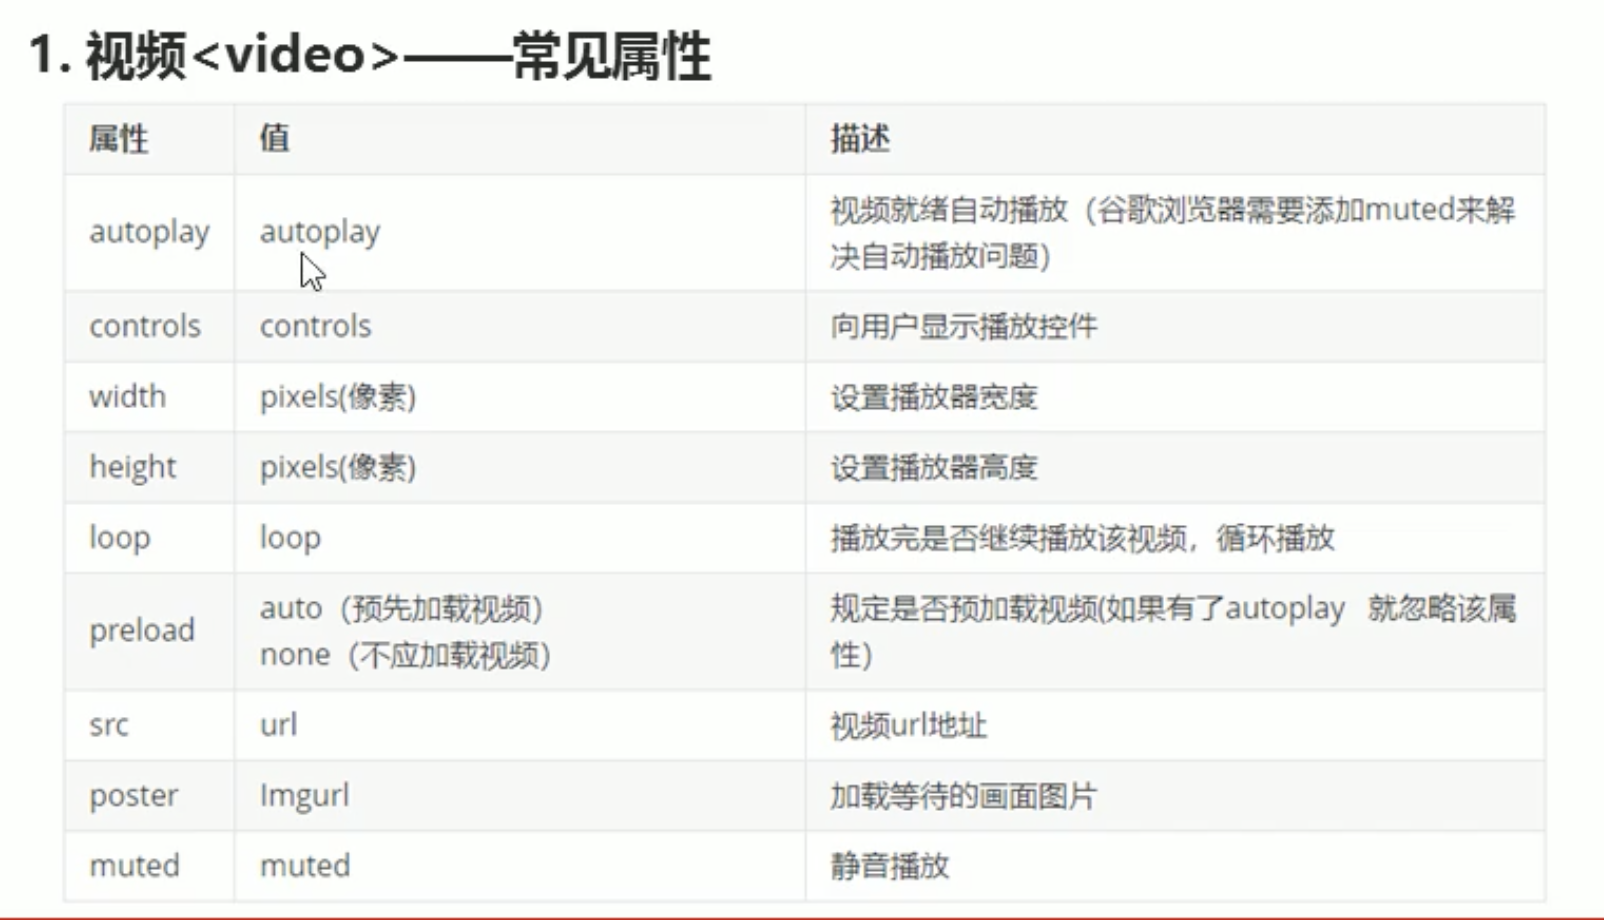 1. 视频<video>——常见属性
属性 值 描述
autoplay autoplay 视频就绪自动播放（谷歌浏览器需要添加muted来解
决自动播放问题）
controls controls 向用户显示播放控件
width pixels(像素) 设置播放器宽度
height pixels(像素) 设置播放器高度
loop loop 播放完是否继续播放该视频，循环播放
preload auto（预先加载视频）
none（不应加载视频） 规定是否预加载视频(如果有了autoplay 就忽略该属
性）
src url 视频url地址
poster Imgurl 加载等待的画面图片
muted muted 静音播放